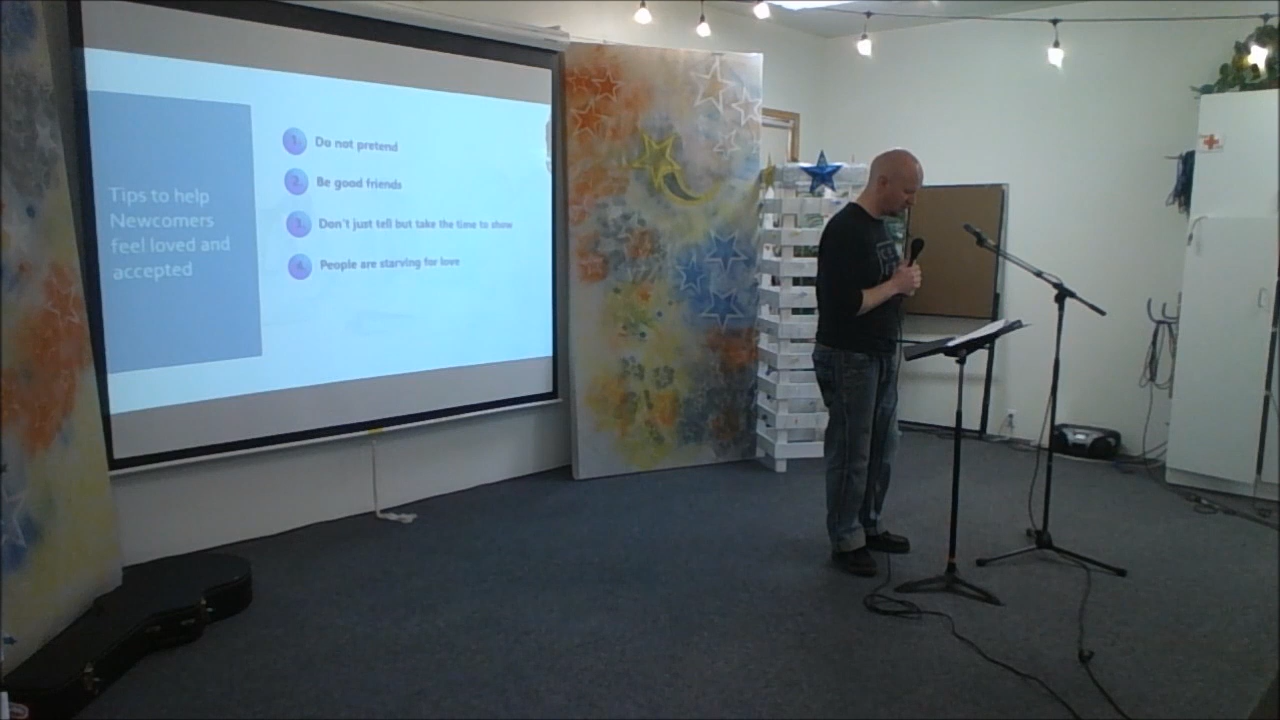 Tips to help
Newcomers
feel loved and
accepted
1. Do not pretend
2. Be good friends
3. Don't just tell but take the time to show
4. People are starving for love